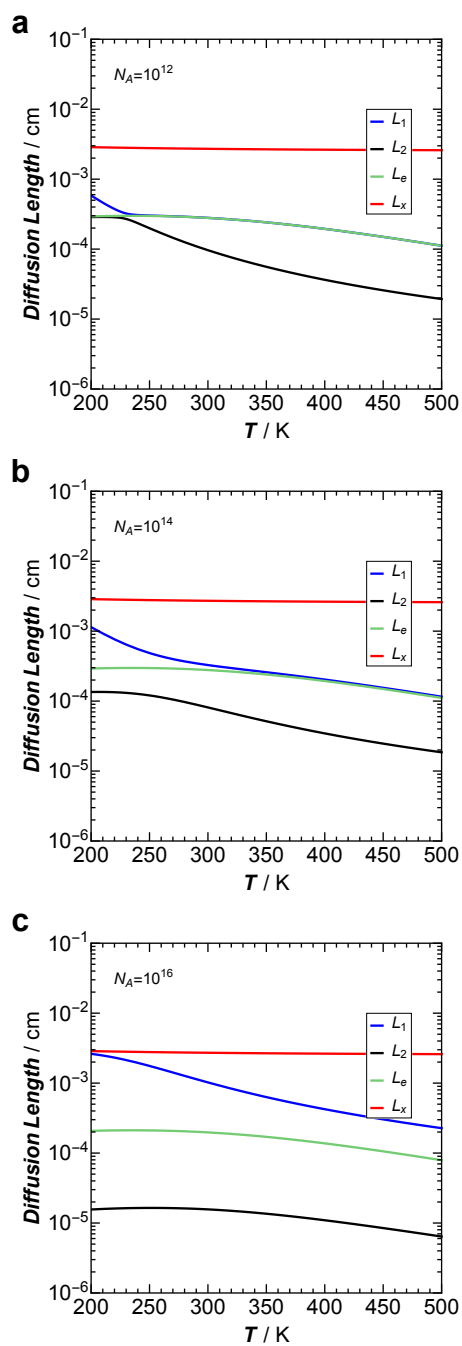 a
N_A=10^12
Diffusion Length / cm
10^−1
10^−2
10^−3
10^−4
10^−5
10^−6
L_1
L_2
L_e
L_x
200 250 300 350 400 450 500
T / K
b
N_A=10^14
Diffusion Length / cm
10^−1
10^−2
10^−3
10^−4
10^−5
10^−6
L_1
L_2
L_e
L_x
200 250 300 350 400 450 500
T / K
c
N_A=10^16
Diffusion Length / cm
10^−1
10^−2
10^−3
10^−4
10^−5
10^−6
L_1
L_2
L_e
L_x
200 250 300 350 400 450 500
T / K